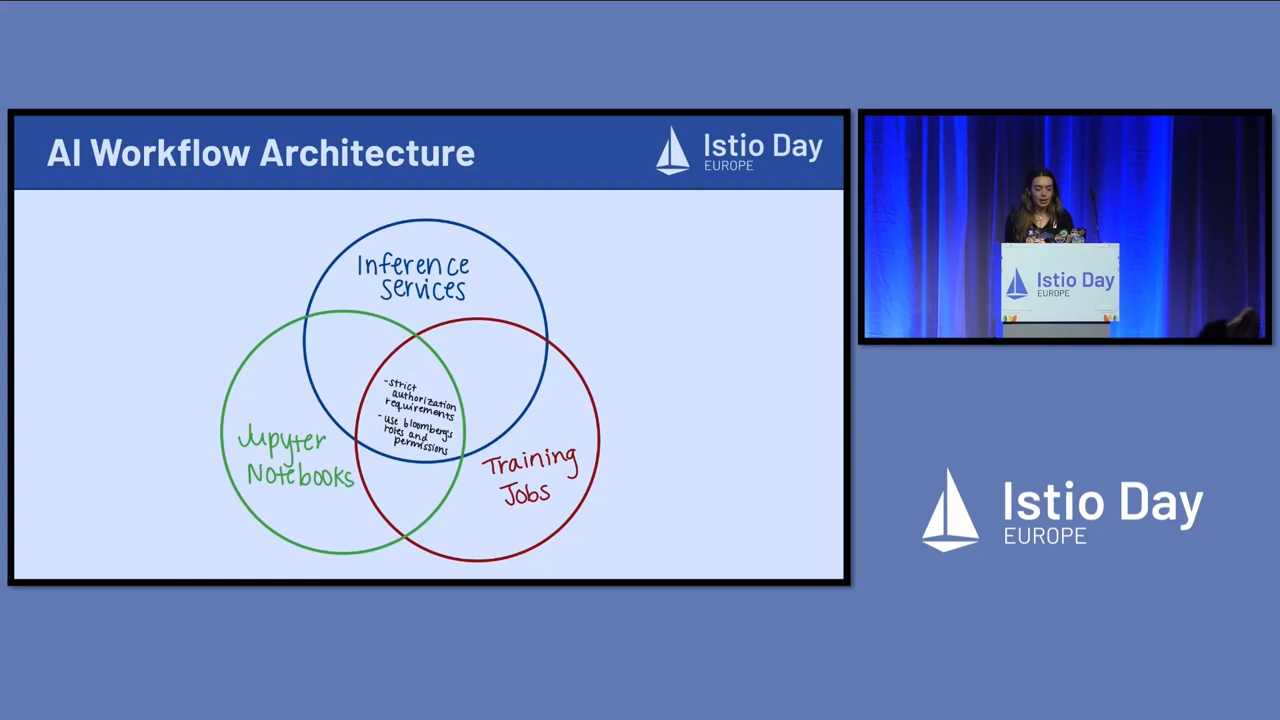 AI Workflow Architecture
Istio Day
EUROPE
Inference
services
Jupyter
Notebooks
-strict
authorization
requirements
-use bloomberg's
roles and
permissions
Training
Jobs
Istio Day
EUROPE
Istio Day
EUROPE